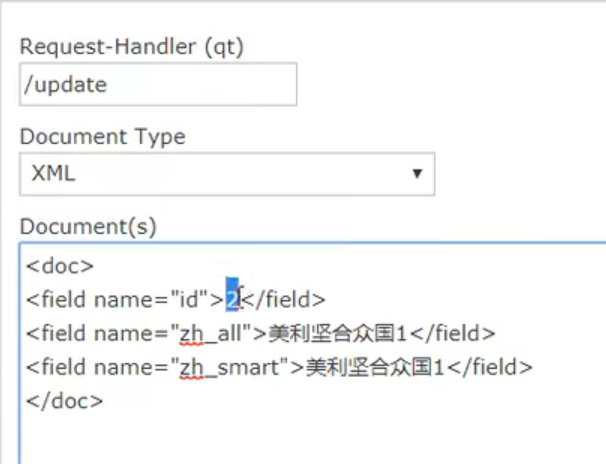 Request-Handler (qt)
/update
Document Type
XML
Document(s)
<doc>
<field name="id">2</field>
<field name="zh_all">美利坚合众国1</field>
<field name="zh_smart">美利坚合众国1</field>
</doc>